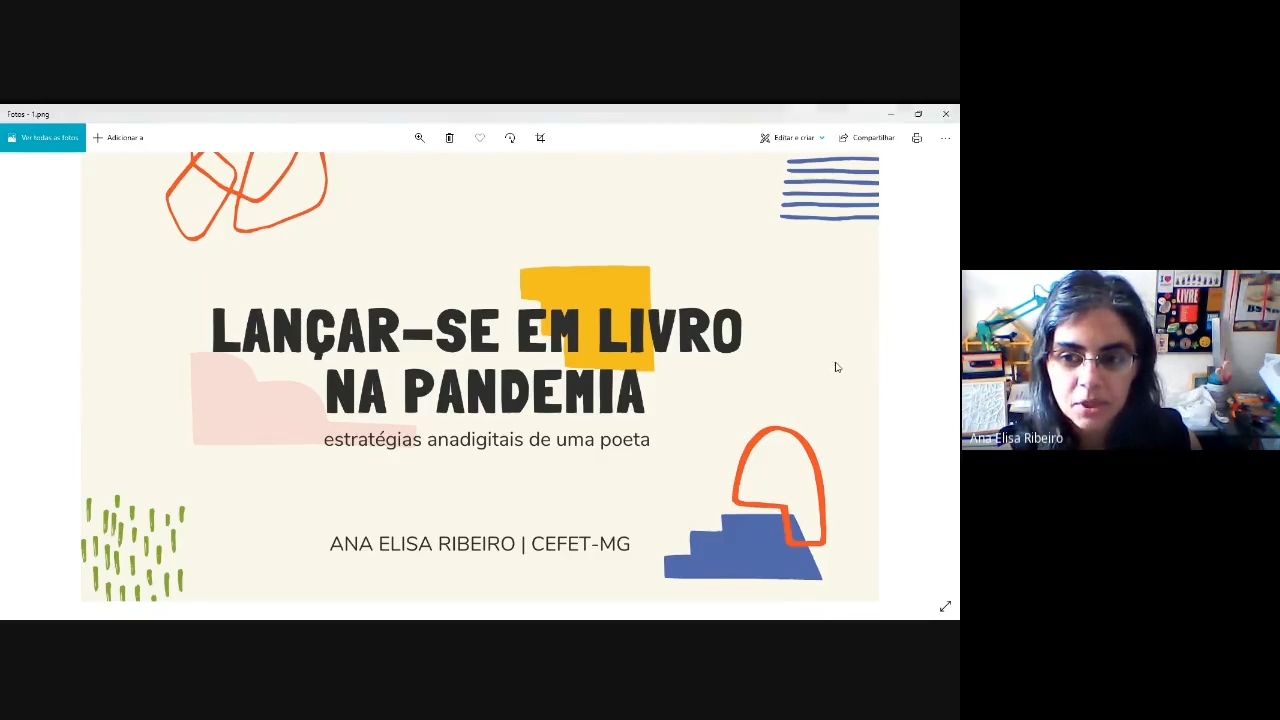 Fotos - 1.png
Ver todas as fotos
Adicionar a
Editar e criar
Compartilhar
LANÇAR-SE EM LIVRO
NA PANDEMIA
estratégias anadigitais de uma poeta
ANA ELISA RIBEIRO | CEFET-MG
LIVRE
Ana Elisa Ribeiro